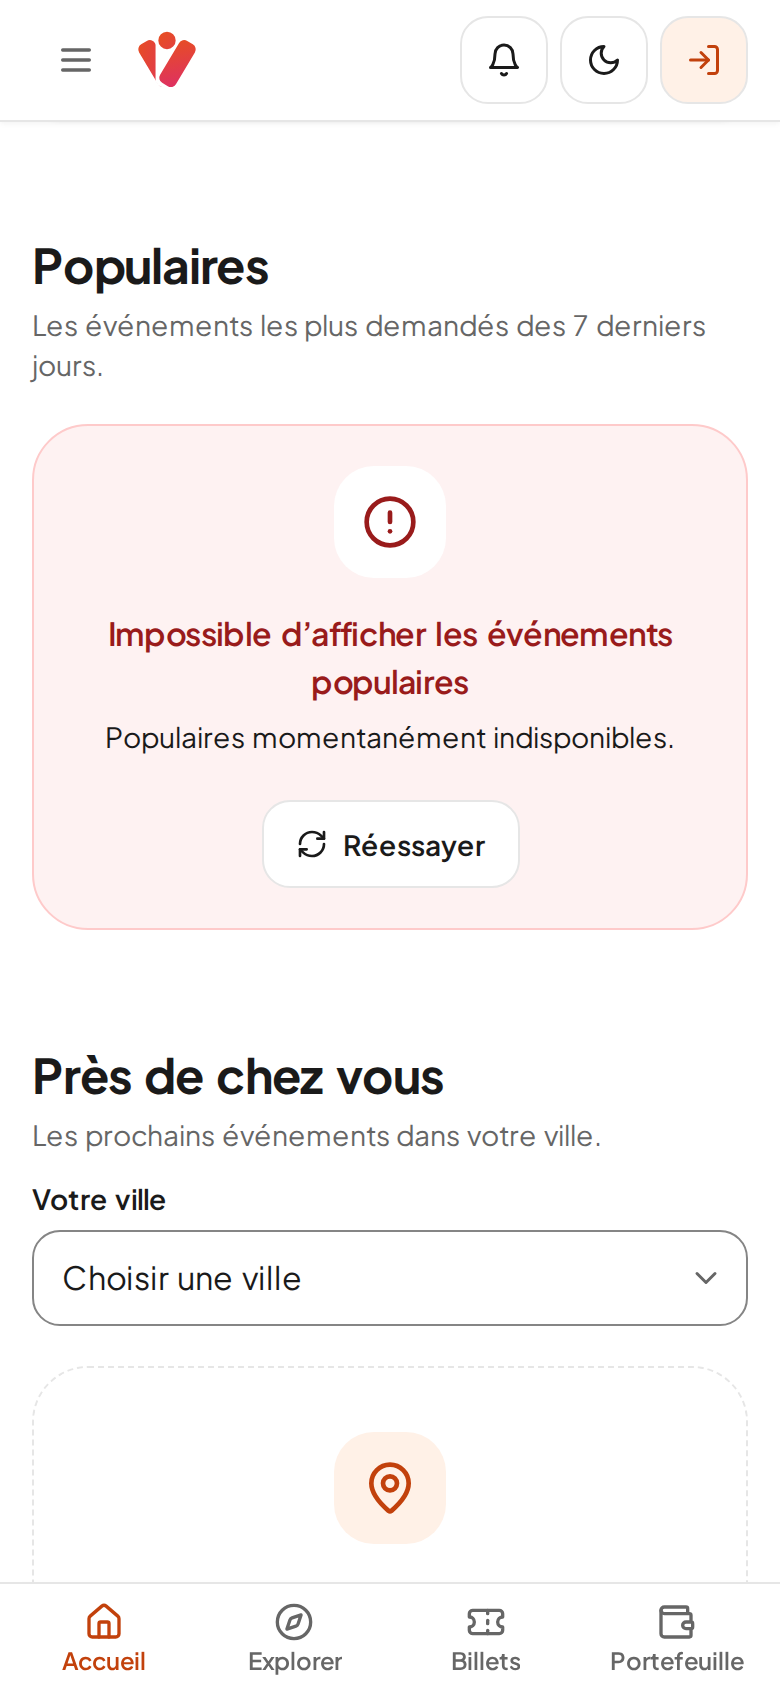 Populaires
Les événements les plus demandés des 7 derniers
jours.
Impossible d’afficher les événements
populaires
Populaires momentanément indisponibles.
Réessayer
Près de chez vous
Les prochains événements dans votre ville.
Votre ville
Choisir une ville
Accueil
Explorer
Billets
Portefeuille